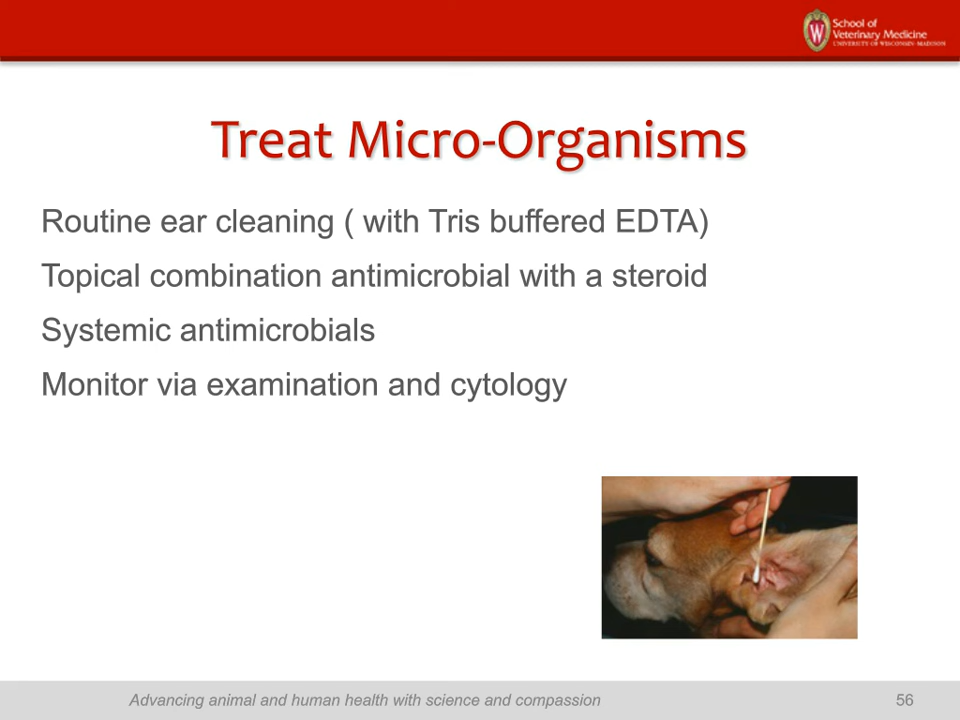 School of
Veterinary Medicine
UNIVERSITY OF WISCONSIN-MADISON
Treat Micro-Organisms
Routine ear cleaning ( with Tris buffered EDTA)
Topical combination antimicrobial with a steroid
Systemic antimicrobials
Monitor via examination and cytology
Advancing animal and human health with science and compassion
56